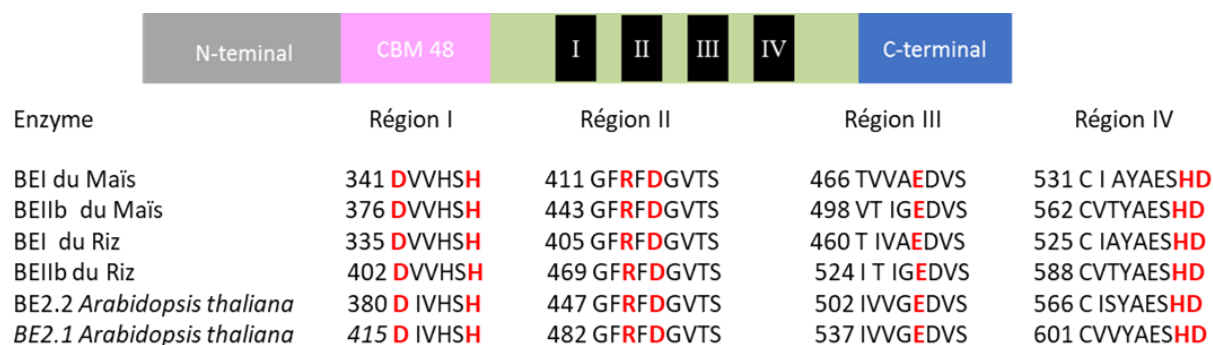 N-teminal CBM 48 I II III IV C-terminal
Enzyme Région I Région II Région III Région IV
BEI du Maïs 341 DVVHSH 411 GFRFDGVTS 466 TVVAEDVS 531 C I AYAESHD
BEIIb du Maïs 376 DVVHSH 443 GFRFDGVTS 498 VT IGEDVS 562 CVTYAESHD
BEI du Riz 335 DVVHSH 405 GFRFDGVTS 460 T IVAEDVS 525 C IAYAESHD
BEIIb du Riz 402 DVVHSH 469 GFRFDGVTS 524 I T IGEDVS 588 CVTYAESHD
BE2.2 Arabidopsis thaliana 380 D IVHSH 447 GFRFDGVTS 502 IVVGEDVS 566 C ISYAESHD
BE2.1 Arabidopsis thaliana 415 D IVHSH 482 GFRFDGVTS 537 IVVGEDVS 601 CVVYAESHD